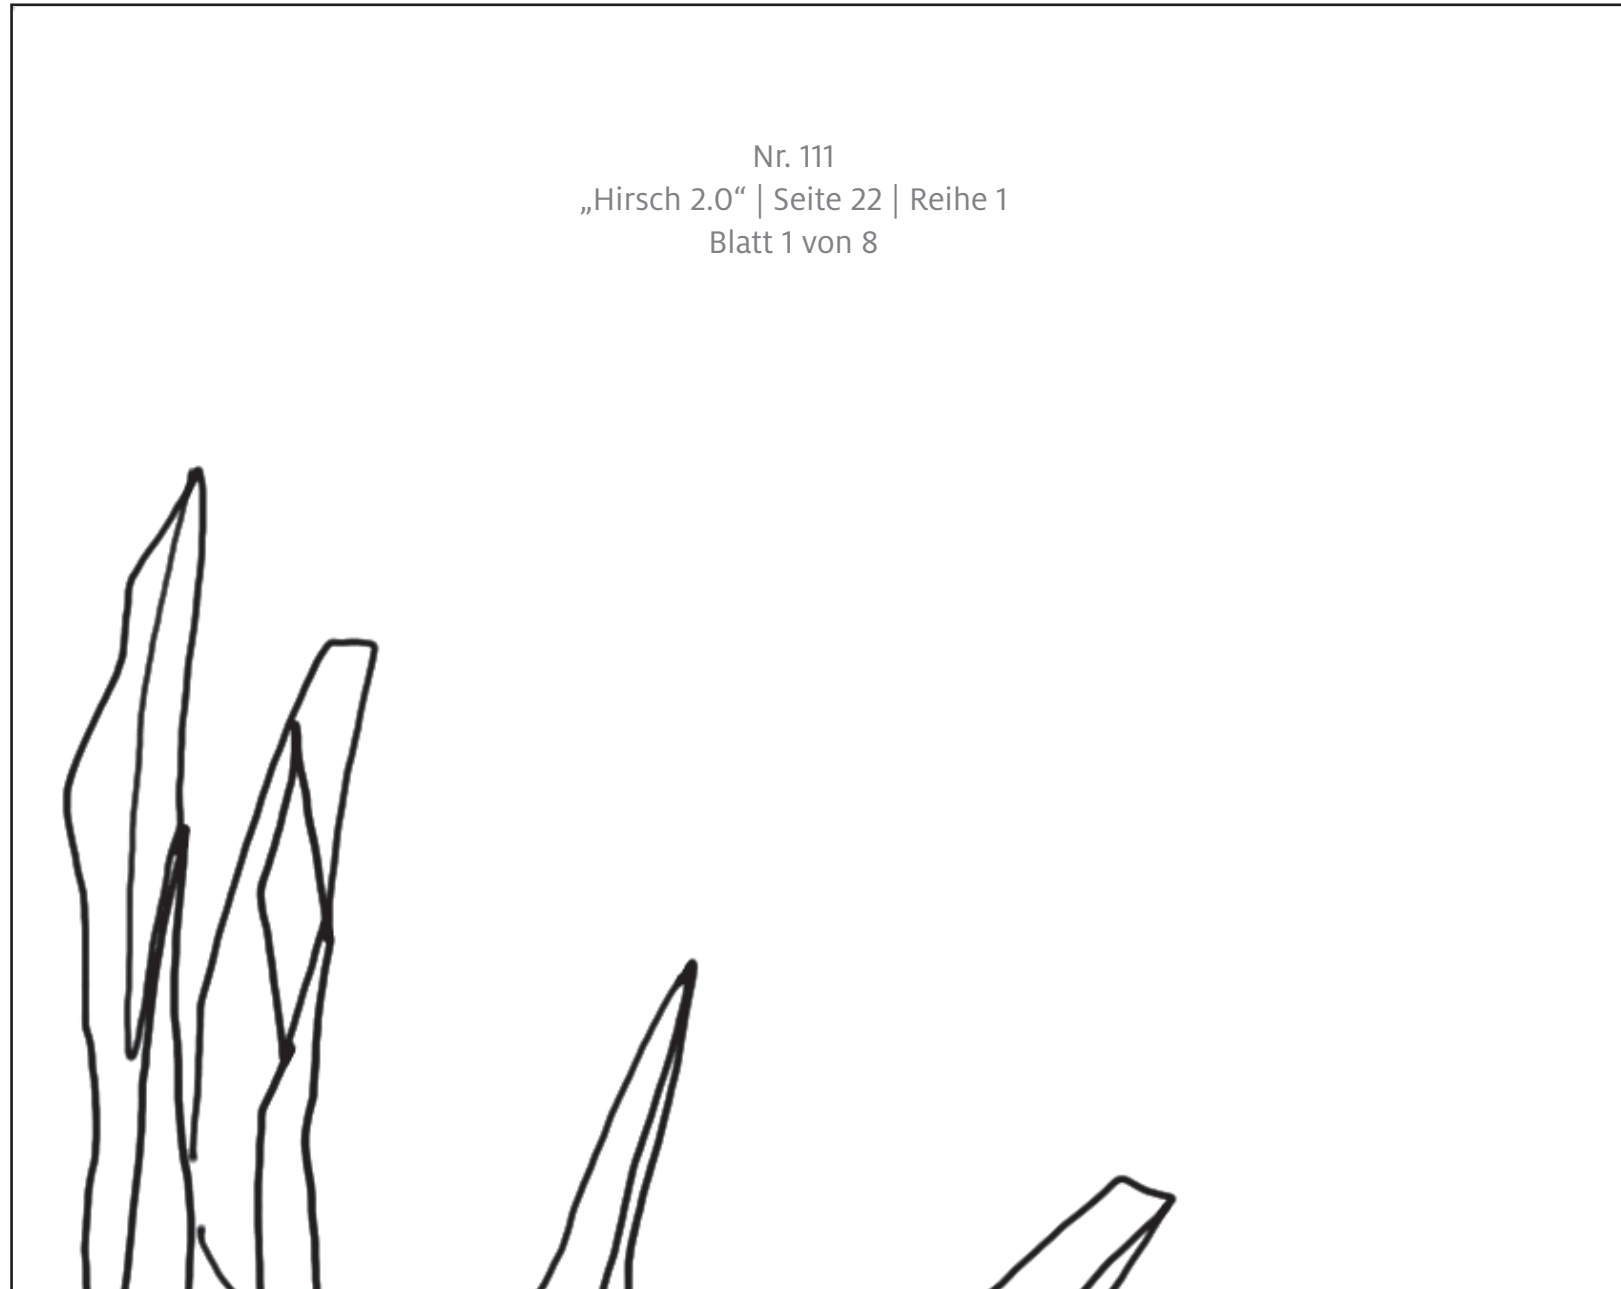 Nr. 111
„Hirsch 2.0“ | Seite 22 | Reihe 1
Blatt 1 von 8